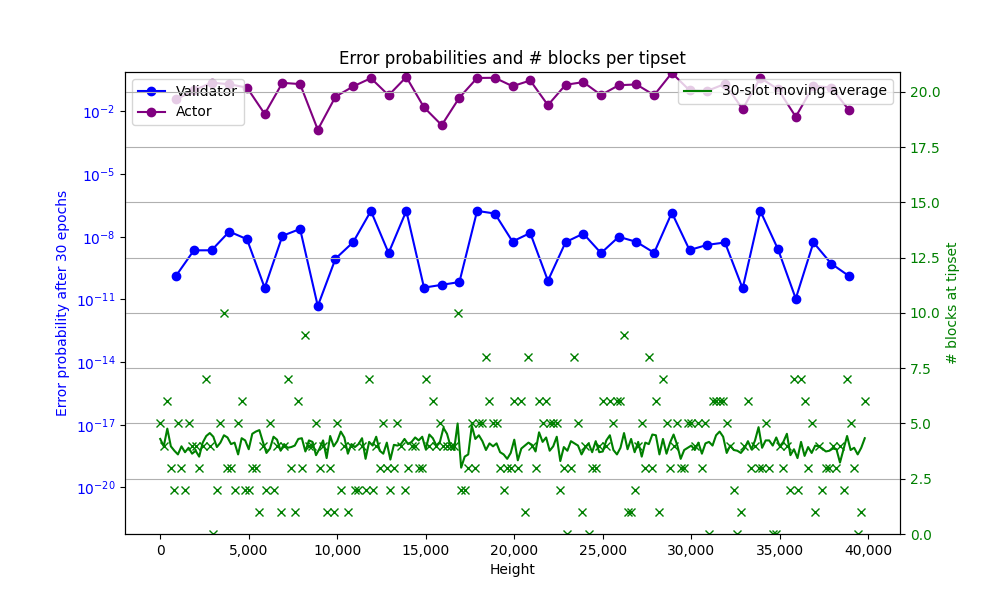 Error probabilities and # blocks per tipset
Validator
Actor
30-slot moving average
10⁻²
10⁻⁵
10⁻⁸
10⁻¹¹
10⁻¹⁴
10⁻¹⁷
10⁻²⁰
Error probability after 30 epochs
20.0
17.5
15.0
12.5
10.0
7.5
5.0
2.5
0.0
# blocks at tipset
0 5,000 10,000 15,000 20,000 25,000 30,000 35,000 40,000
Height